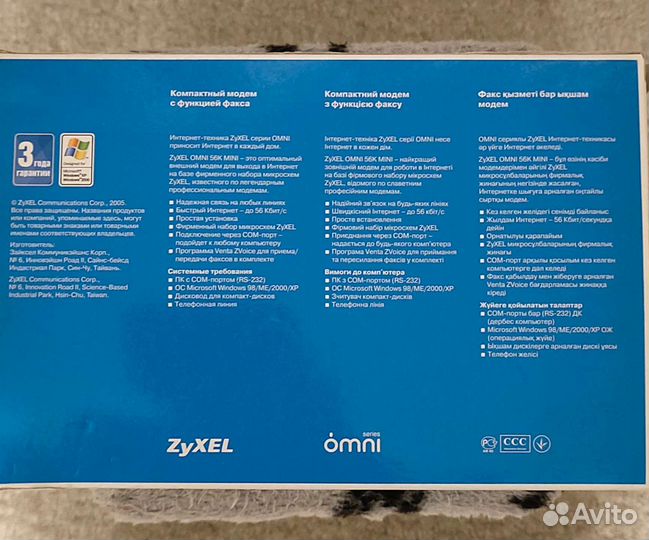 3
года
гарантии
Designed for
Microsoft
Windows XP
Windows 2000
© ZyXEL Communications Corp., 2005.
Все права защищены. Названия продуктов
или компаний, упоминаемые здесь, могут
быть товарными знаками или товарными
именами соответствующих владельцев.
Изготовитель:
Зайксел Коммуникэйшнс Корп.,
№ 6, Инновэйшн Роад II, Сайнс-бейсд
Индастриал Парк, Син-Чу, Тайвань.
ZyXEL Communications Corp.,
№ 6, Innovation Road II, Science-Based
Industrial Park, Hsin-Chu, Taiwan.
Компактный модем
с функцией факса
Интернет-техника ZyXEL серии OMNI
приносит Интернет в каждый дом.
ZyXEL OMNI 56K MINI – это оптимальный
внешний модем для выхода в Интернет
на базе фирменного набора микросхем
ZyXEL, известного по легендарным
профессиональным модемам.
■ Надежная связь на любых линиях
■ Быстрый Интернет – до 56 Кбит/с
■ Простая установка
■ Фирменный набор микросхем ZyXEL
■ Подключение через COM-порт –
подойдет к любому компьютеру
■ Программа Venta ZVoice для приема/
передачи факсов в комплекте
Системные требования
■ ПК с COM-портом (RS-232)
■ ОС Microsoft Windows 98/ME/2000/XP
■ Дисковод для компакт-дисков
■ Телефонная линия
ZyXEL
Компактний модем
з функцією факсу
Інтернет-техніка ZyXEL серії OMNI несе
Інтернет в кожен дім.
ZyXEL OMNI 56K MINI – найкращий
зовнішній модем для роботи в Інтернеті
на базі фірмового набору мікросхем
ZyXEL, відомого по славетним
професійним модемам.
■ Надійний зв'язок на будь-яких лініях
■ Швидкісний Інтернет – до 56 кбіт/с
■ Просте встановлення
■ Фірмовий набір мікросхем ZyXEL
■ Приєднання через COM-порт –
надається до будь-якого комп'ютера
■ Програма Venta ZVoice для приймання
та пересилання факсів у комплекті
Вимоги до комп'ютера
■ ПК з COM-портом (RS-232)
■ ОС Microsoft Windows 98/ME/2000/XP
■ Зчитувач компакт-дисків
■ Телефонна лінія
omni
series
Факс қызметі бар ықшам
модем
OMNI сериялы ZyXEL Интернет-техникасы
әр үйге Интернет әкеледі.
ZyXEL OMNI 56K MINI – бұл өзінің кәсіби
модемдерімен әйгілі ZyXEL
микросұлбаларының фирмалық
жинағының негізінде жасалған,
Интернетке шығуға арналған оңтайлы
сыртқы модем.
■ Кез келген желідегі сенімді байланыс
■ Жылдам Интернет – 56 Кбит/секундқа
дейін
■ Орнатылуы қарапайым
■ ZyXEL микросұлбаларының фирмалық
жинағы
■ COM-порт арқылы қосылым кез келген
компьютерге дәл келеді
■ Факс қабылдау мен жіберуге арналған
Venta ZVoice бағдарламасы жинаққа
кіреді
Жүйеге қойылатын талаптар
■ COM-порты бар (RS-232) ДК
(дербес компьютер)
■ Microsoft Windows 98/ME/2000/XP ОЖ
(операциялық жүйе)
■ Ықшам дискілерге арналған диск ұясы
■ Телефон желісі
ССС
Avito